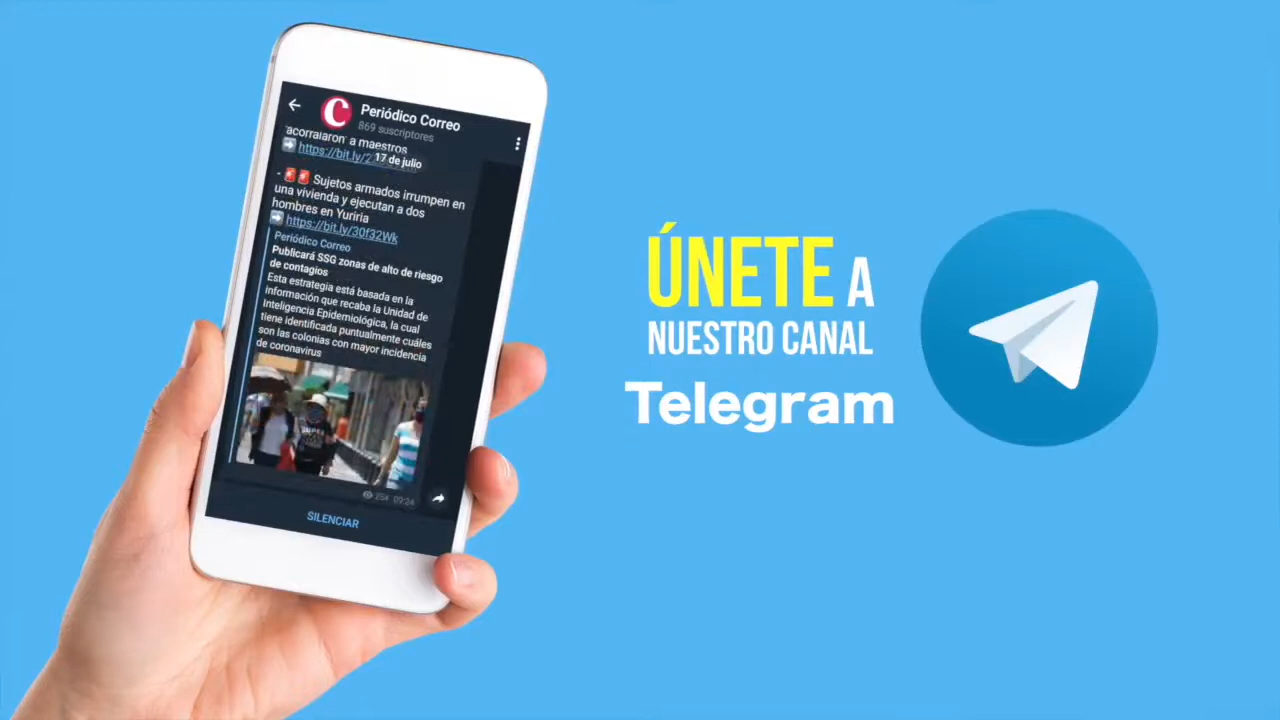 Periódico Correo
869 suscriptores
'acorralaron' a maestros
17 de julio
- 🚨🚨 Sujetos armados irrumpen en
una vivienda y ejecutan a dos
hombres en Yuriria
➡️ https://bit.ly/30f32Wk
Periódico Correo
Publicará SSG zonas de alto de riesgo
de contagios
Esta estrategia está basada en la
información que recaba la Unidad de
Inteligencia Epidemiológica, la cual
tiene identificada puntualmente cuáles
son las colonias con mayor incidencia
de coronavirus
09:24
SILENCIAR
ÚNETE A
NUESTRO CANAL
Telegram